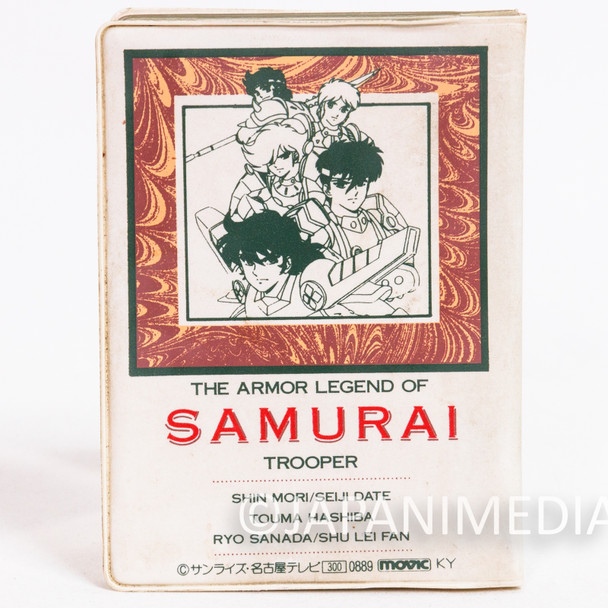 THE ARMOR LEGEND OF
SAMURAI
TROOPER
SHIN MORI/SEIJI DATE
TOUMA HASHIBA
RYO SANADA/SHU LEI FAN
©JAPANIMEDIA
©サンライズ・名古屋テレビ 300 0889 movic KY